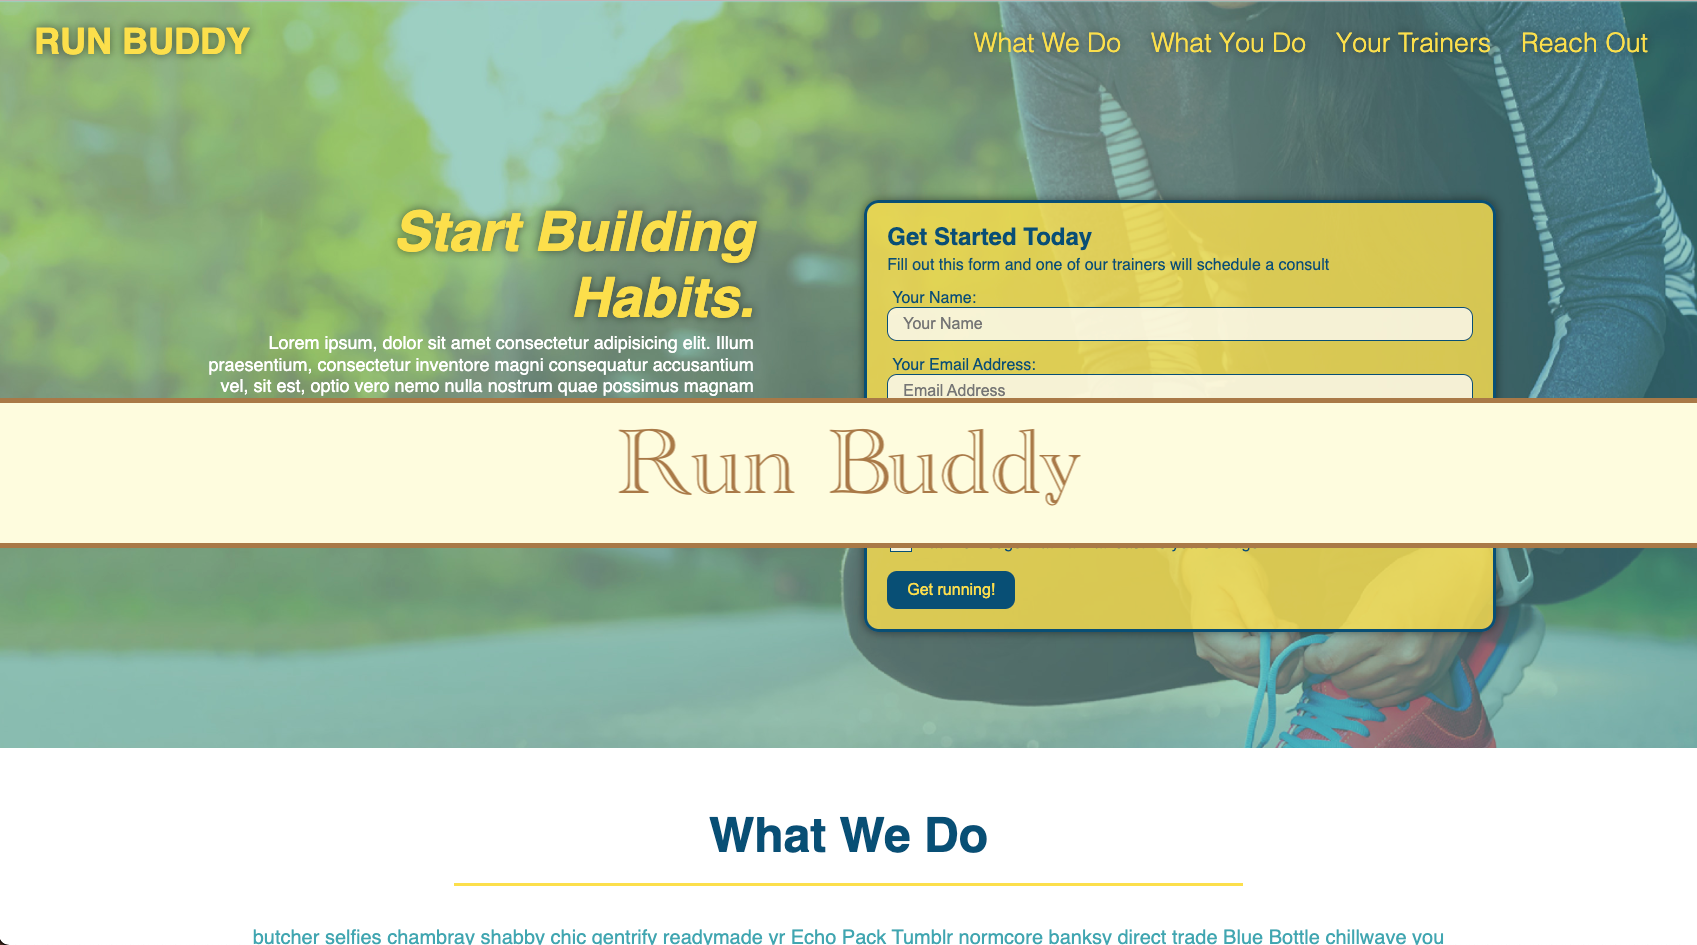 RUN BUDDY
What We Do What You Do Your Trainers Reach Out
Start Building
Habits.
Lorem ipsum, dolor sit amet consectetur adipisicing elit. Illum
praesentium, consectetur inventore magni consequatur accusantium
vel, sit est, optio vero nemo nulla nostrum quae possimus magnam
Get Started Today
Fill out this form and one of our trainers will schedule a consult
Your Name:
Your Name
Your Email Address:
Email Address
Run Buddy
Get running!
What We Do
butcher selfies chambray shabby chic gentrify readymade yr Echo Pack Tumblr normcore banksy direct trade Blue Bottle chillwave you